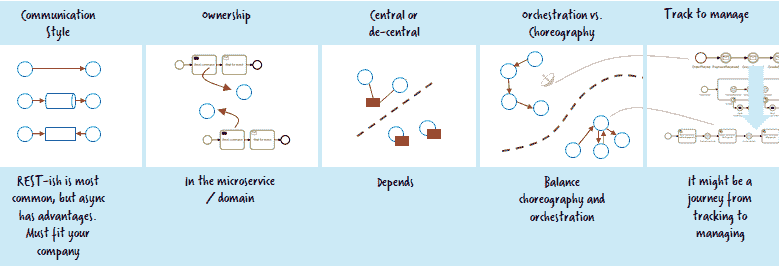 Communication
Style
Ownership
Central or
de-central
Orchestration vs.
Choreography
Track to manage
REST-ish is most
common, but async
has advantages.
Must fit your
company
In the microservice
/ domain
Depends
Balance
choreography and
orchestration
It might be a
journey from
tracking to
managing